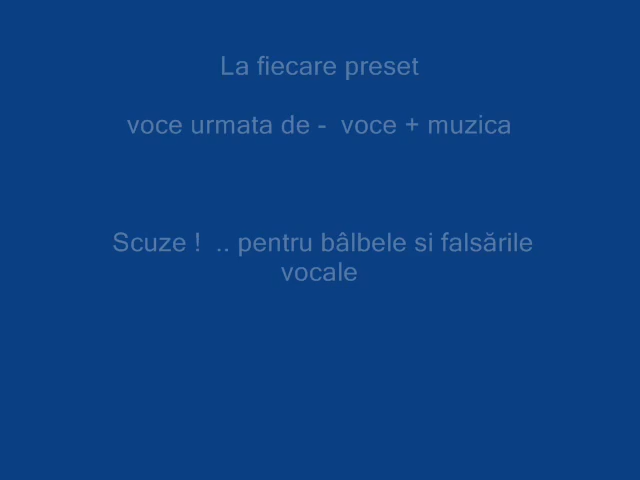 La fiecare preset
voce urmata de -  voce + muzica
Scuze !  .. pentru bâlbele si falsările
vocale